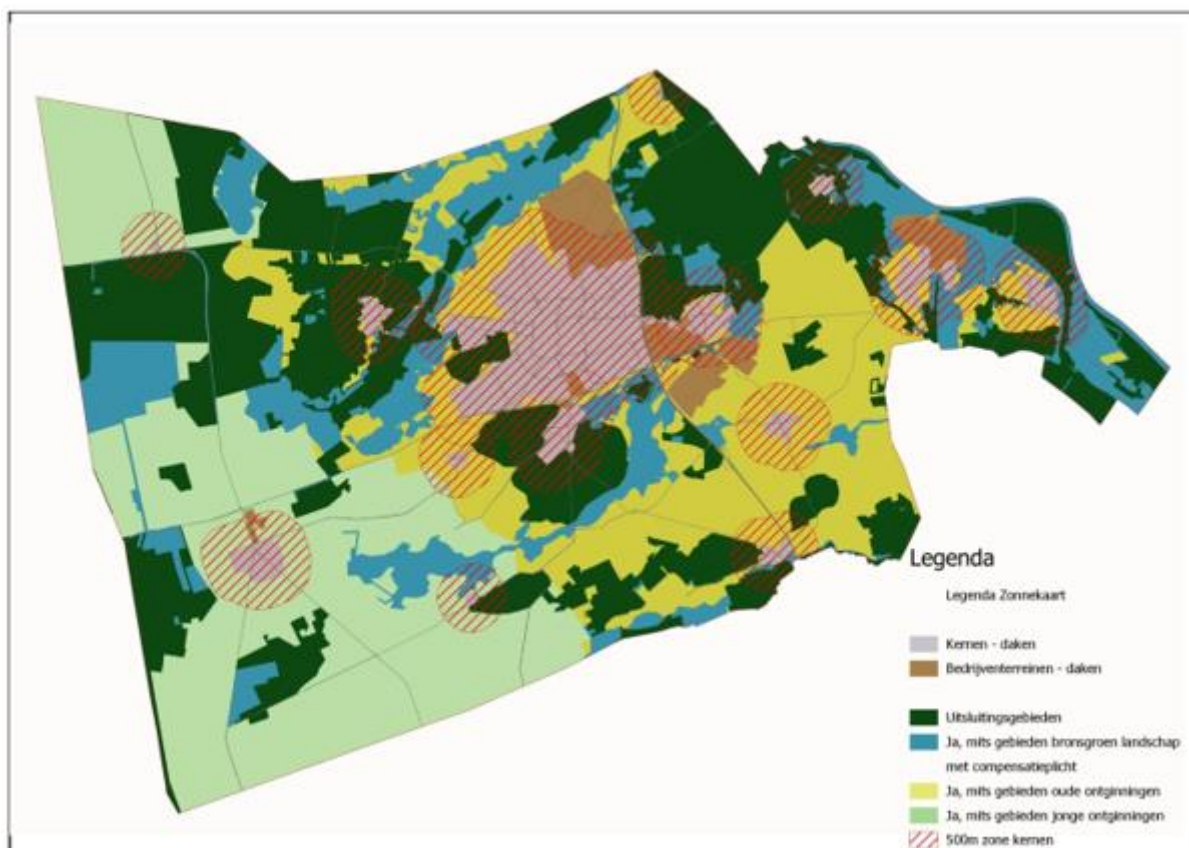 Legenda
Legenda Zonnekaart
Kernen - daken
Bedrijventerreinen - daken
Uitsluitingsgebieden
Ja, mits gebieden bronsgroen landschap
met compensatieplicht
Ja, mits gebieden oude ontginningen
Ja, mits gebieden jonge ontginningen
500m zone kernen